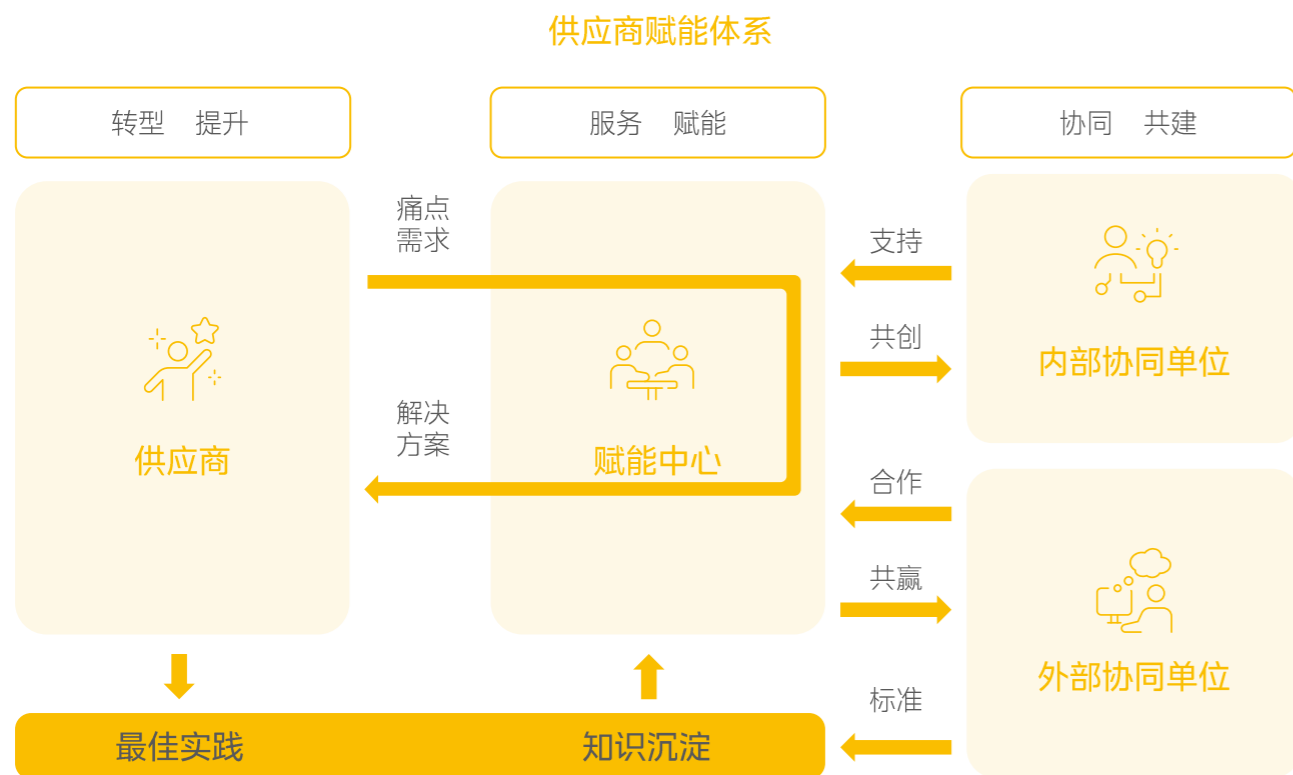 供应商赋能体系
转型 提升
服务 赋能
协同 共建
痛点
需求
支持
共创
内部协同单位
解决
方案
供应商
赋能中心
合作
共赢
外部协同单位
标准
最佳实践
知识沉淀